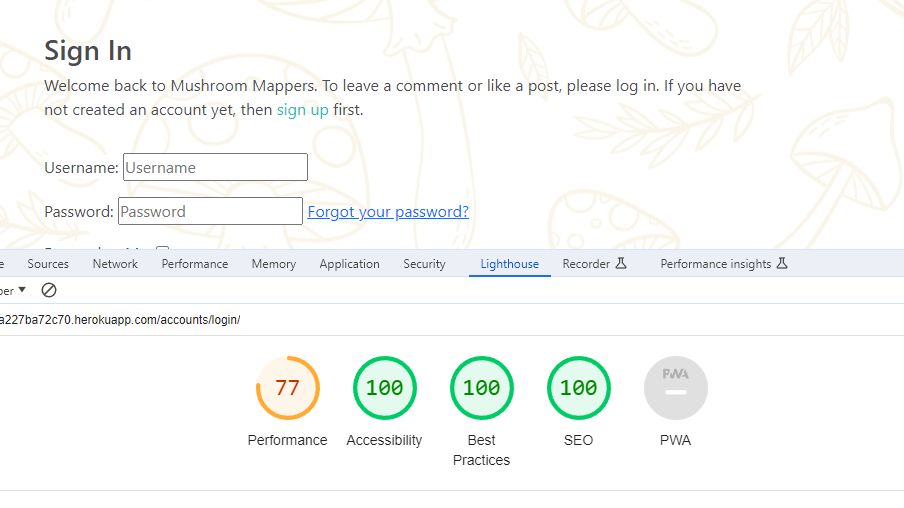 Sign In
Welcome back to Mushroom Mappers. To leave a comment or like a post, please log in. If you have
not created an account yet, then sign up first.
Username: Username
Password: Password Forgot your password?
Sources Network Performance Memory Application Security Lighthouse Recorder Performance insights
a227ba72c70.herokuapp.com/accounts/login/
77 100 100 100 PWA
Performance Accessibility Best Practices SEO PWA